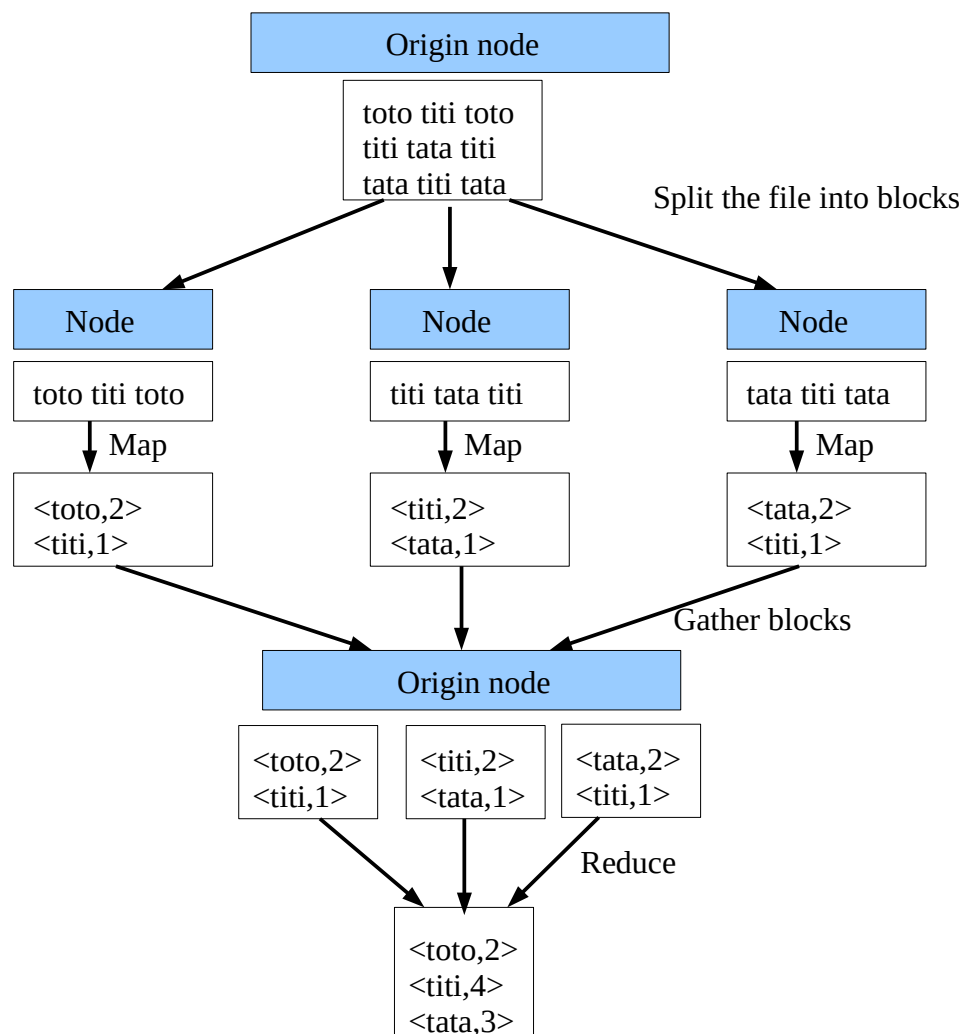 Origin node
toto titi toto
titi tata titi
tata titi tata
Split the file into blocks
Node
Node
Node
toto titi toto
titi tata titi
tata titi tata
Map
Map
Map
<toto,2>
<titi,1>
<titi,2>
<tata,1>
<tata,2>
<titi,1>
Gather blocks
Origin node
<toto,2>
<titi,1>
<titi,2>
<tata,1>
<tata,2>
<titi,1>
Reduce
<toto,2>
<titi,4>
<tata,3>